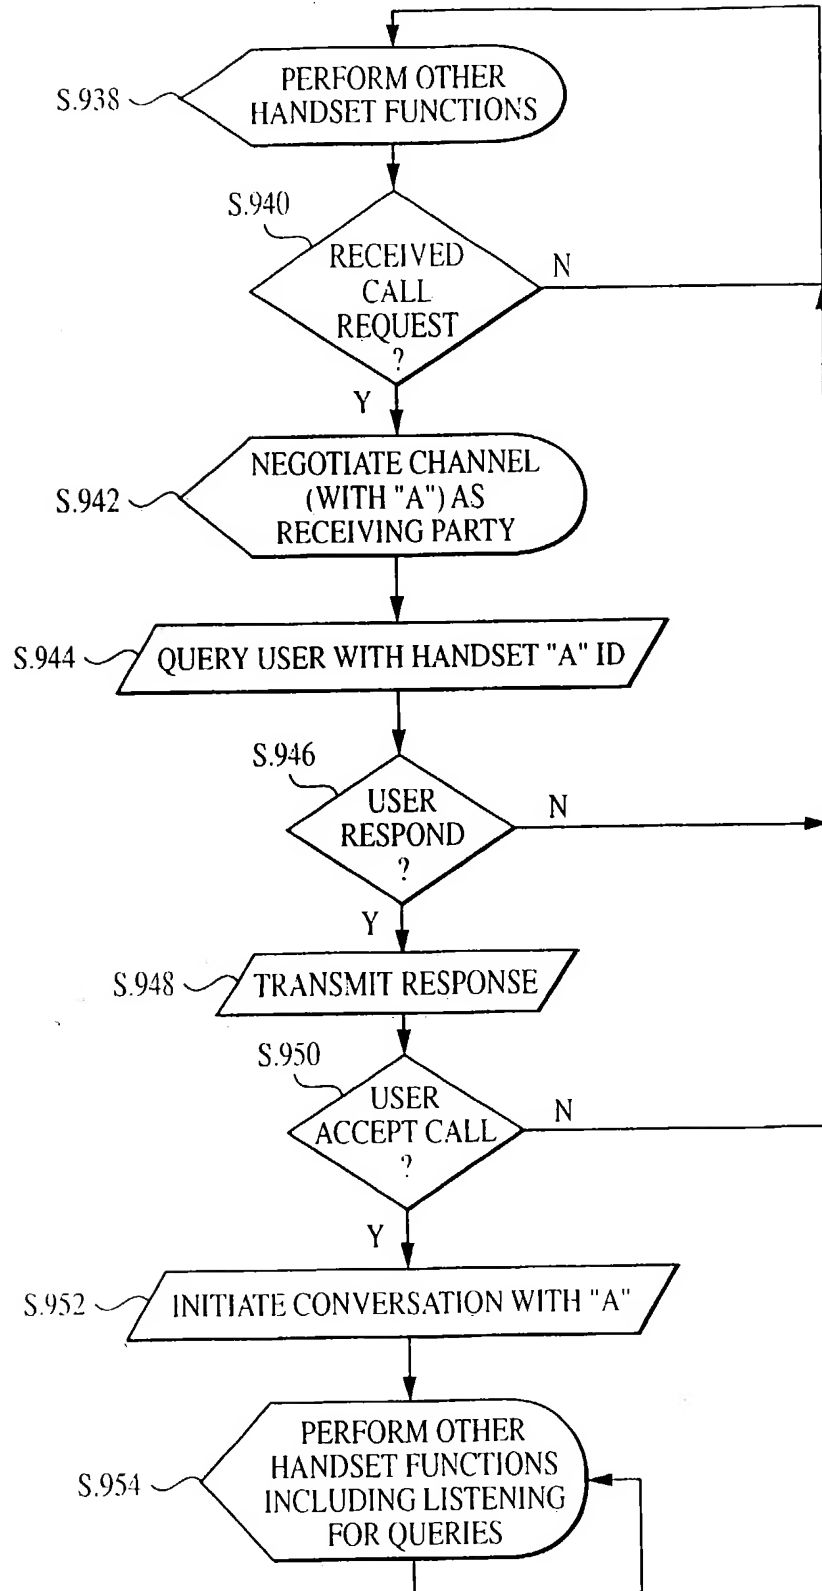 S.938
PERFORM OTHER
HANDSET FUNCTIONS
S.940
RECEIVED
CALL
REQUEST
?
N
Y
S.942
NEGOTIATE CHANNEL
(WITH "A") AS
RECEIVING PARTY
S.944
QUERY USER WITH HANDSET "A" ID
S.946
USER
RESPOND
?
N
Y
S.948
TRANSMIT RESPONSE
S.950
USER
ACCEPT CALL
?
N
Y
S.952
INITIATE CONVERSATION WITH "A"
S.954
PERFORM OTHER
HANDSET FUNCTIONS
INCLUDING LISTENING
FOR QUERIES